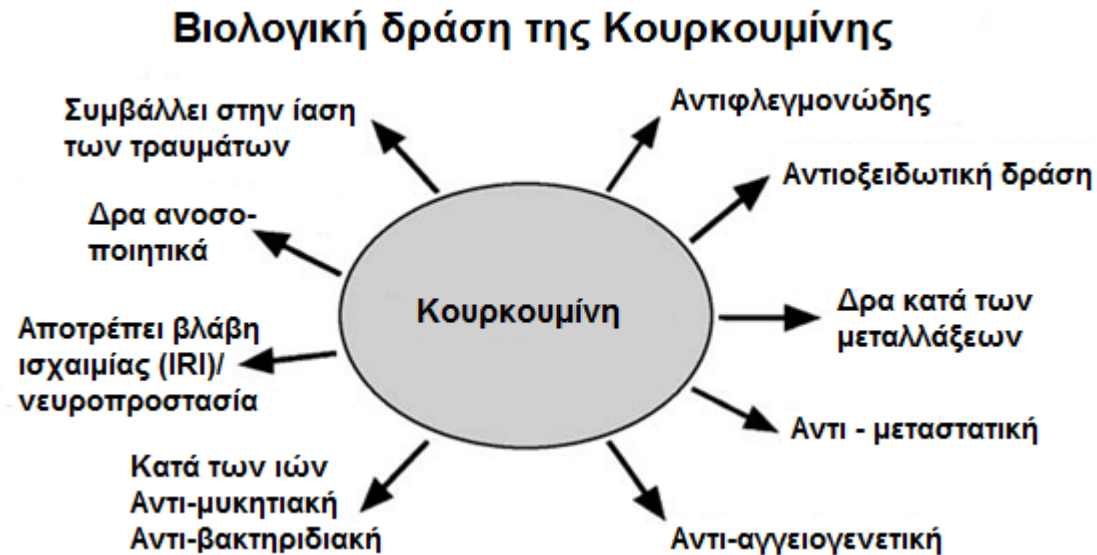 Βιολογική δράση της Κουρκουμίνης
Συμβάλλει στην ίαση
των τραυμάτων
Αντιφλεγμονώδης
Αντιοξειδωτική δράση
Δρα ανοσο-
ποιητικά
Κουρκουμίνη
Δρα κατά των
μεταλλάξεων
Αποτρέπει βλάβη
ισχαιμίας (IRI)/
νευροπροστασία
Αντι - μεταστατική
Κατά των ιών
Αντι-μυκητιακή
Αντι-βακτηριδιακή
Αντι-αγγειογενετική